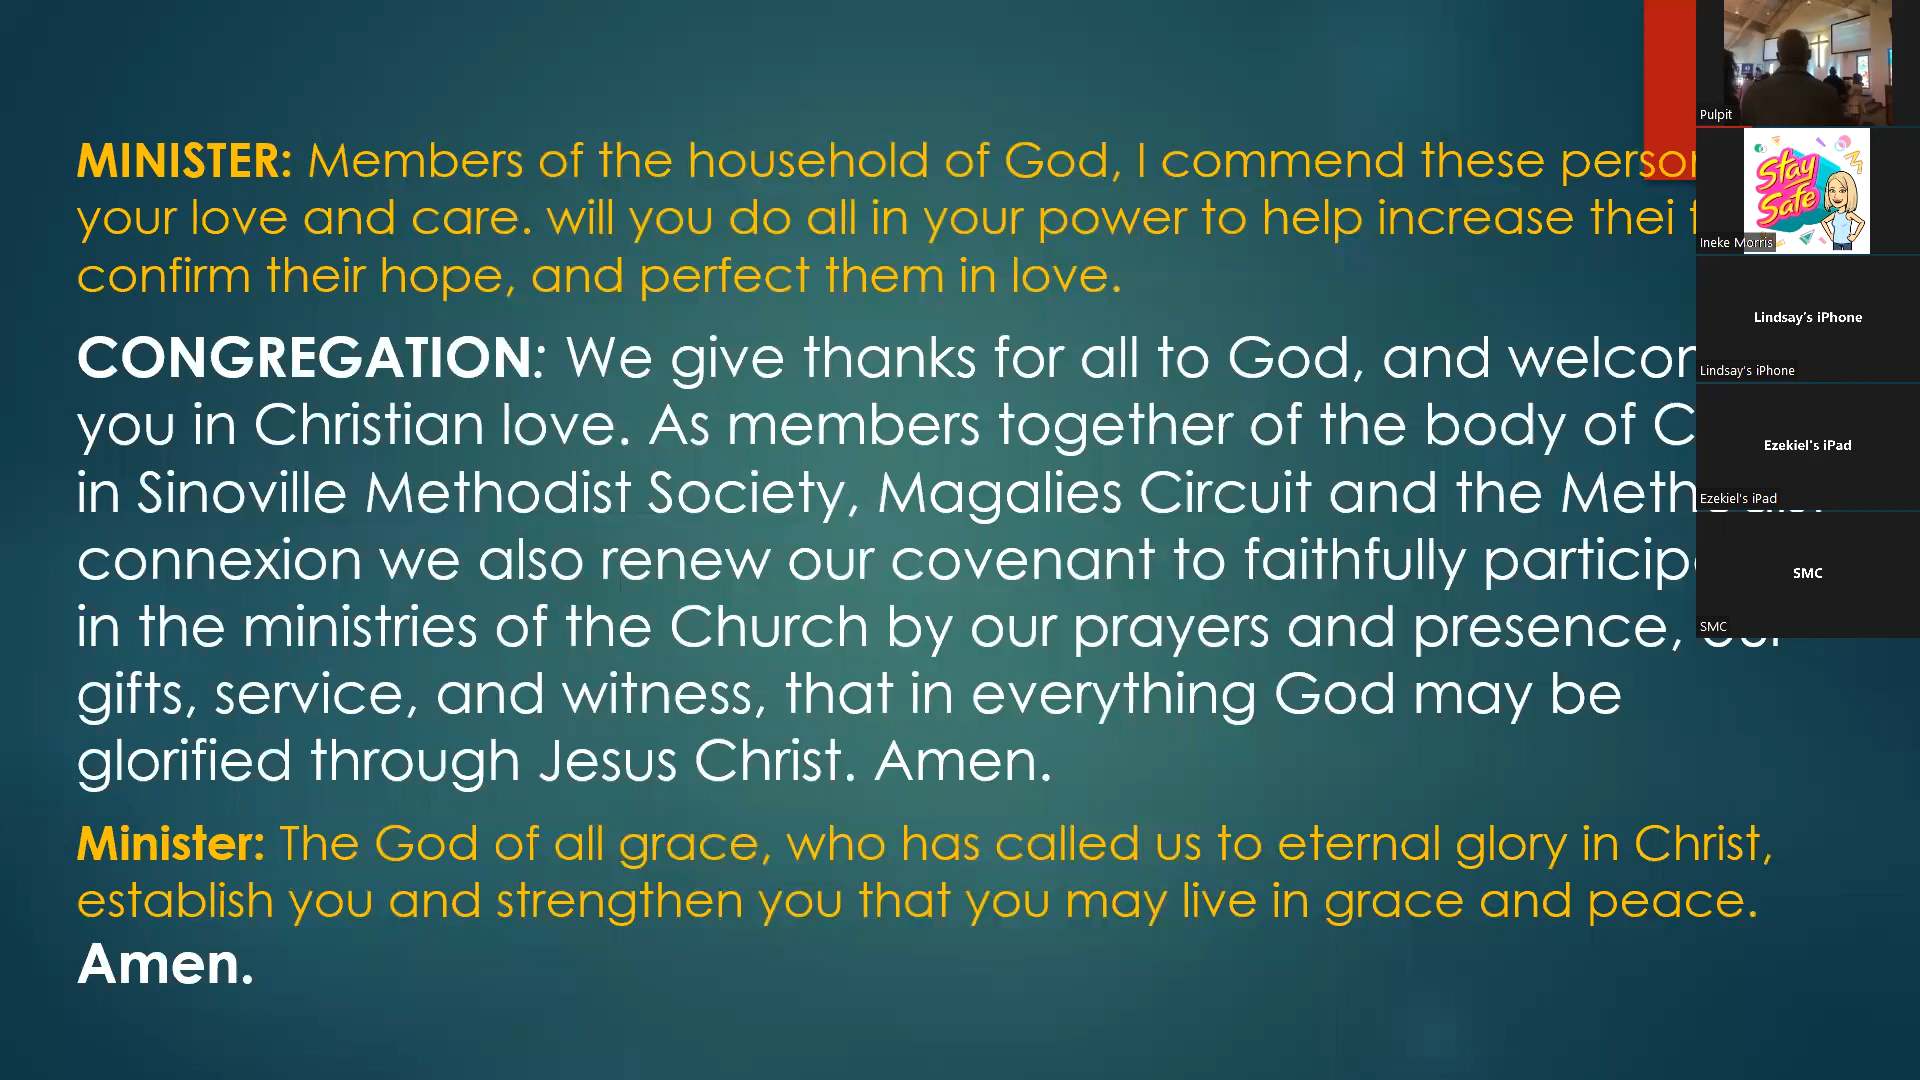 MINISTER: Members of the household of God, I commend these
your love and care. will you do all in your power to help increase thei
confirm their hope, and perfect them in love.
CONGREGATION: We give thanks for all to God, and
you in Christian love. As members together of the body of
in Sinoville Methodist Society, Magalies Circuit and the
connexion we also renew our covenant to faithfully
in the ministries of the Church by our prayers and presence,
gifts, service, and witness, that in everything God may be
glorified through Jesus Christ. Amen.
Minister: The God of all grace, who has called us to eternal glory in Christ,
establish you and strengthen you that you may live in grace and peace.
Amen.
Pulpit
Stay
Safe
Ineke Morris
Lindsay's iPhone
Lindsay's iPhone
Ezekiel's iPad
Ezekiel's iPad
SMC
SMC